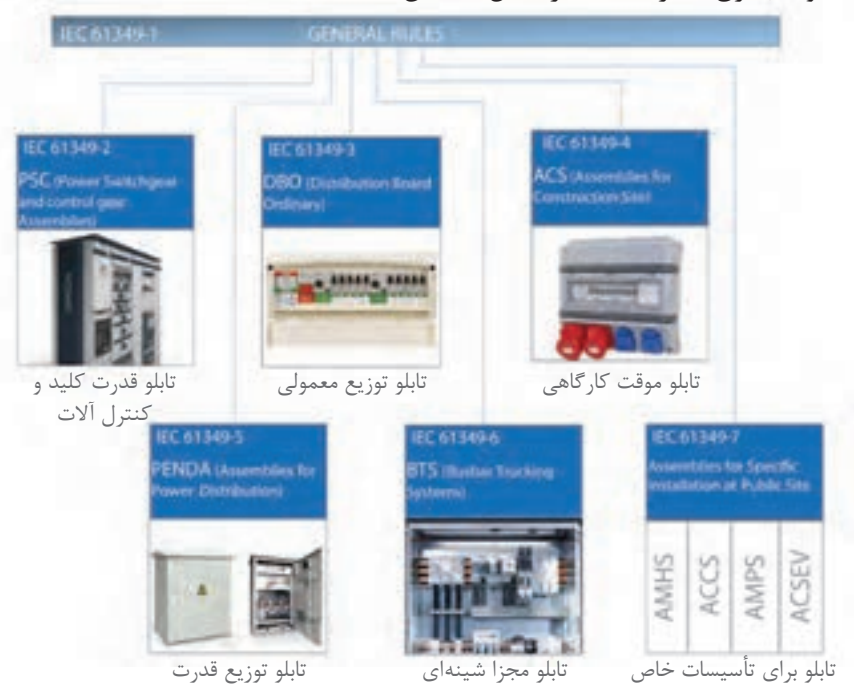 IEC 61349-1 GENERAL RULES
IEC 61349-2
PSC (Power Switchgear
and control gear
Assemblies)
تابلو قدرت کلید و
کنترل آلات
IEC 61349-3
DBO (Distribution Board
Ordinary)
تابلو توزیع معمولی
IEC 61349-4
ACS (Assemblies for
Construction Site)
تابلو موقت کارگاهی
IEC 61349-5
PENDA (Assemblies for
Power Distribution)
تابلو توزیع قدرت
IEC 61349-6
BTS (Busbar Trucking
Systems)
تابلو مجزا شینه‌ای
IEC 61349-7
Assemblies for Specific
installation at Public Site
AMHS
ACCS
AMPS
ACSEV
تابلو برای تأسیسات خاص